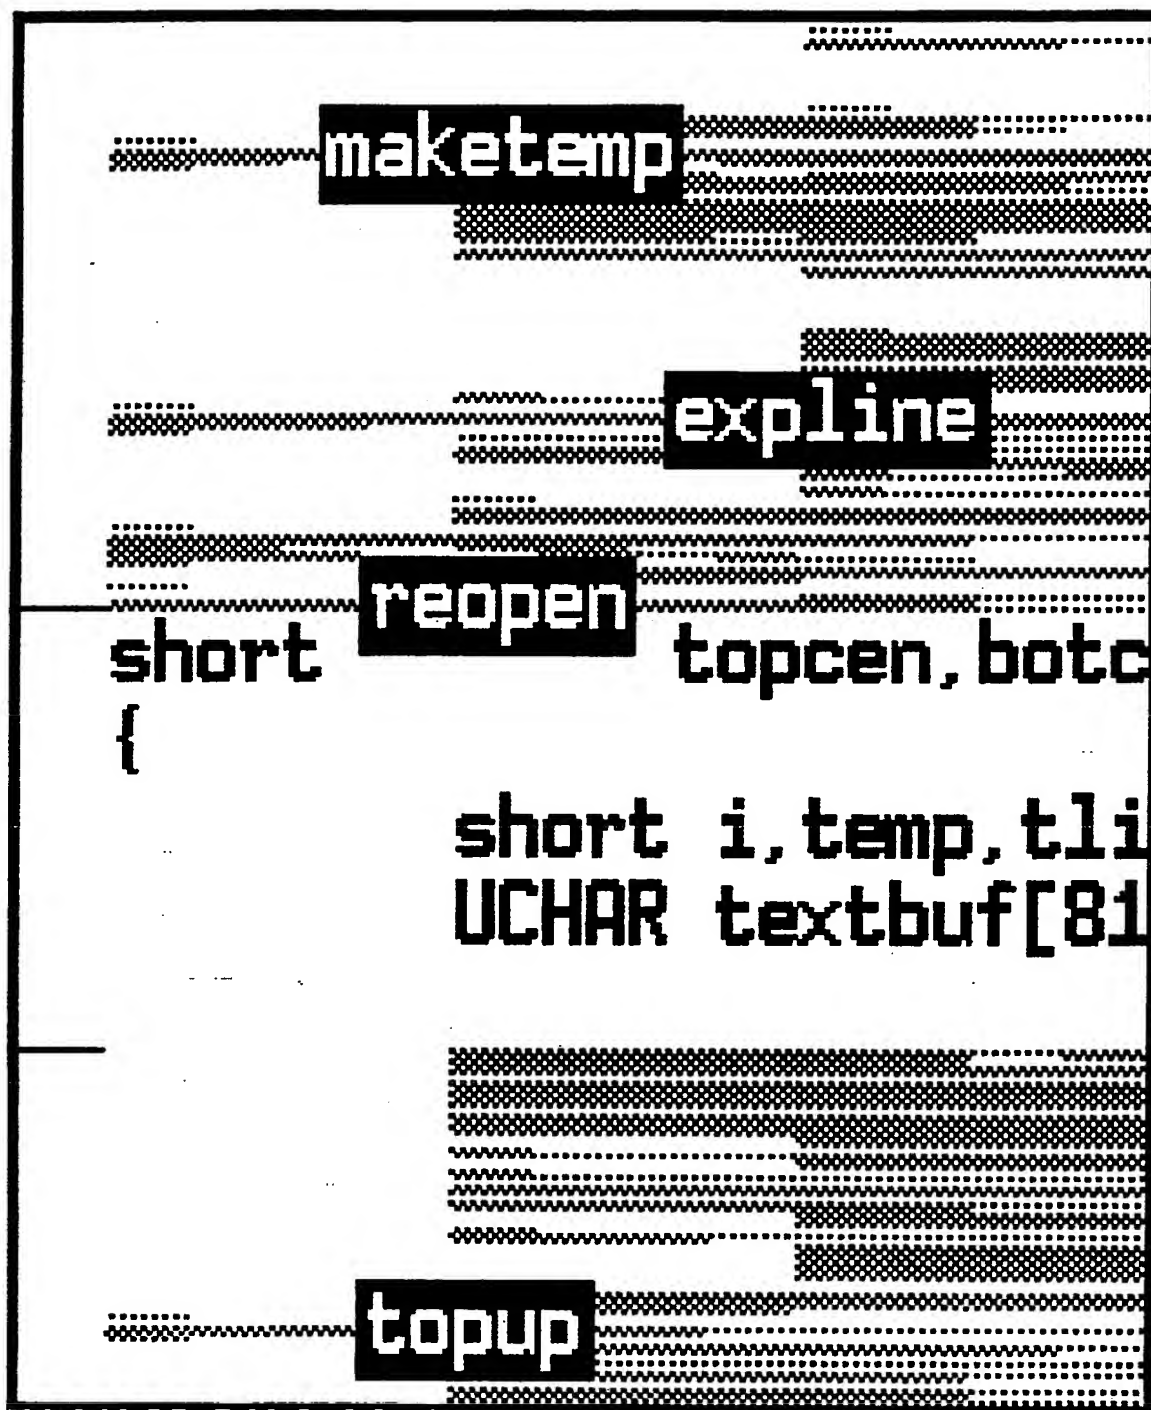 maketemp
expline
reopen
short topcen,botc
{
short i,temp,tli
UCHAR textbuf[81
topup